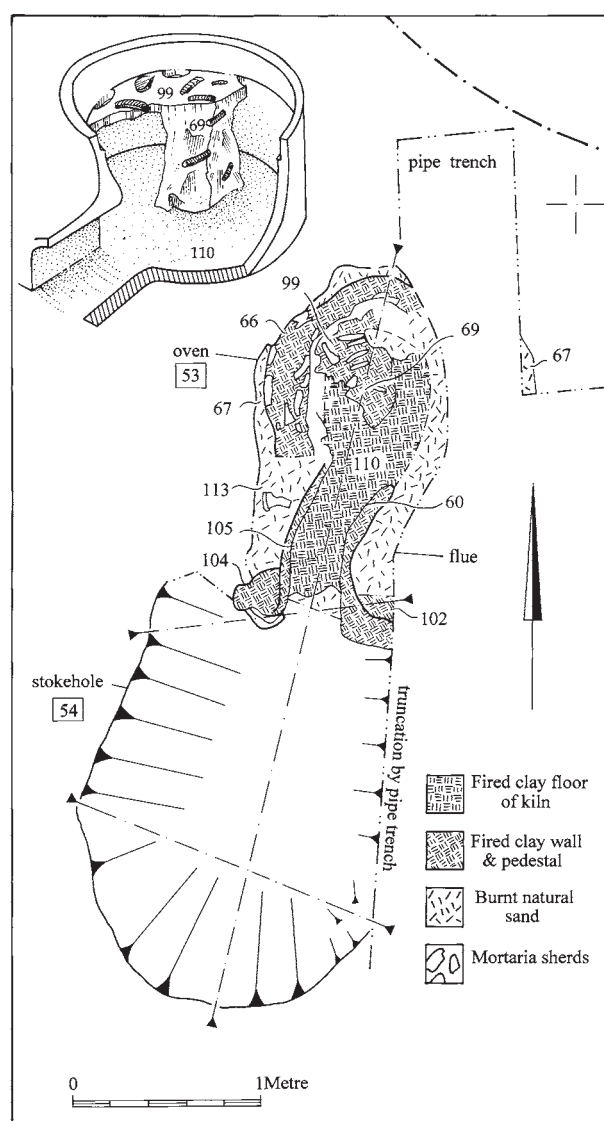 99
69
110
pipe trench
99
66
69
oven
53
67
67
110
113
60
105
104
flue
102
stokehole
54
truncation by pipe trench
Fired clay floor
of kiln
Fired clay wall
& pedestal
Burnt natural
sand
Mortaria sherds
0
1Metre